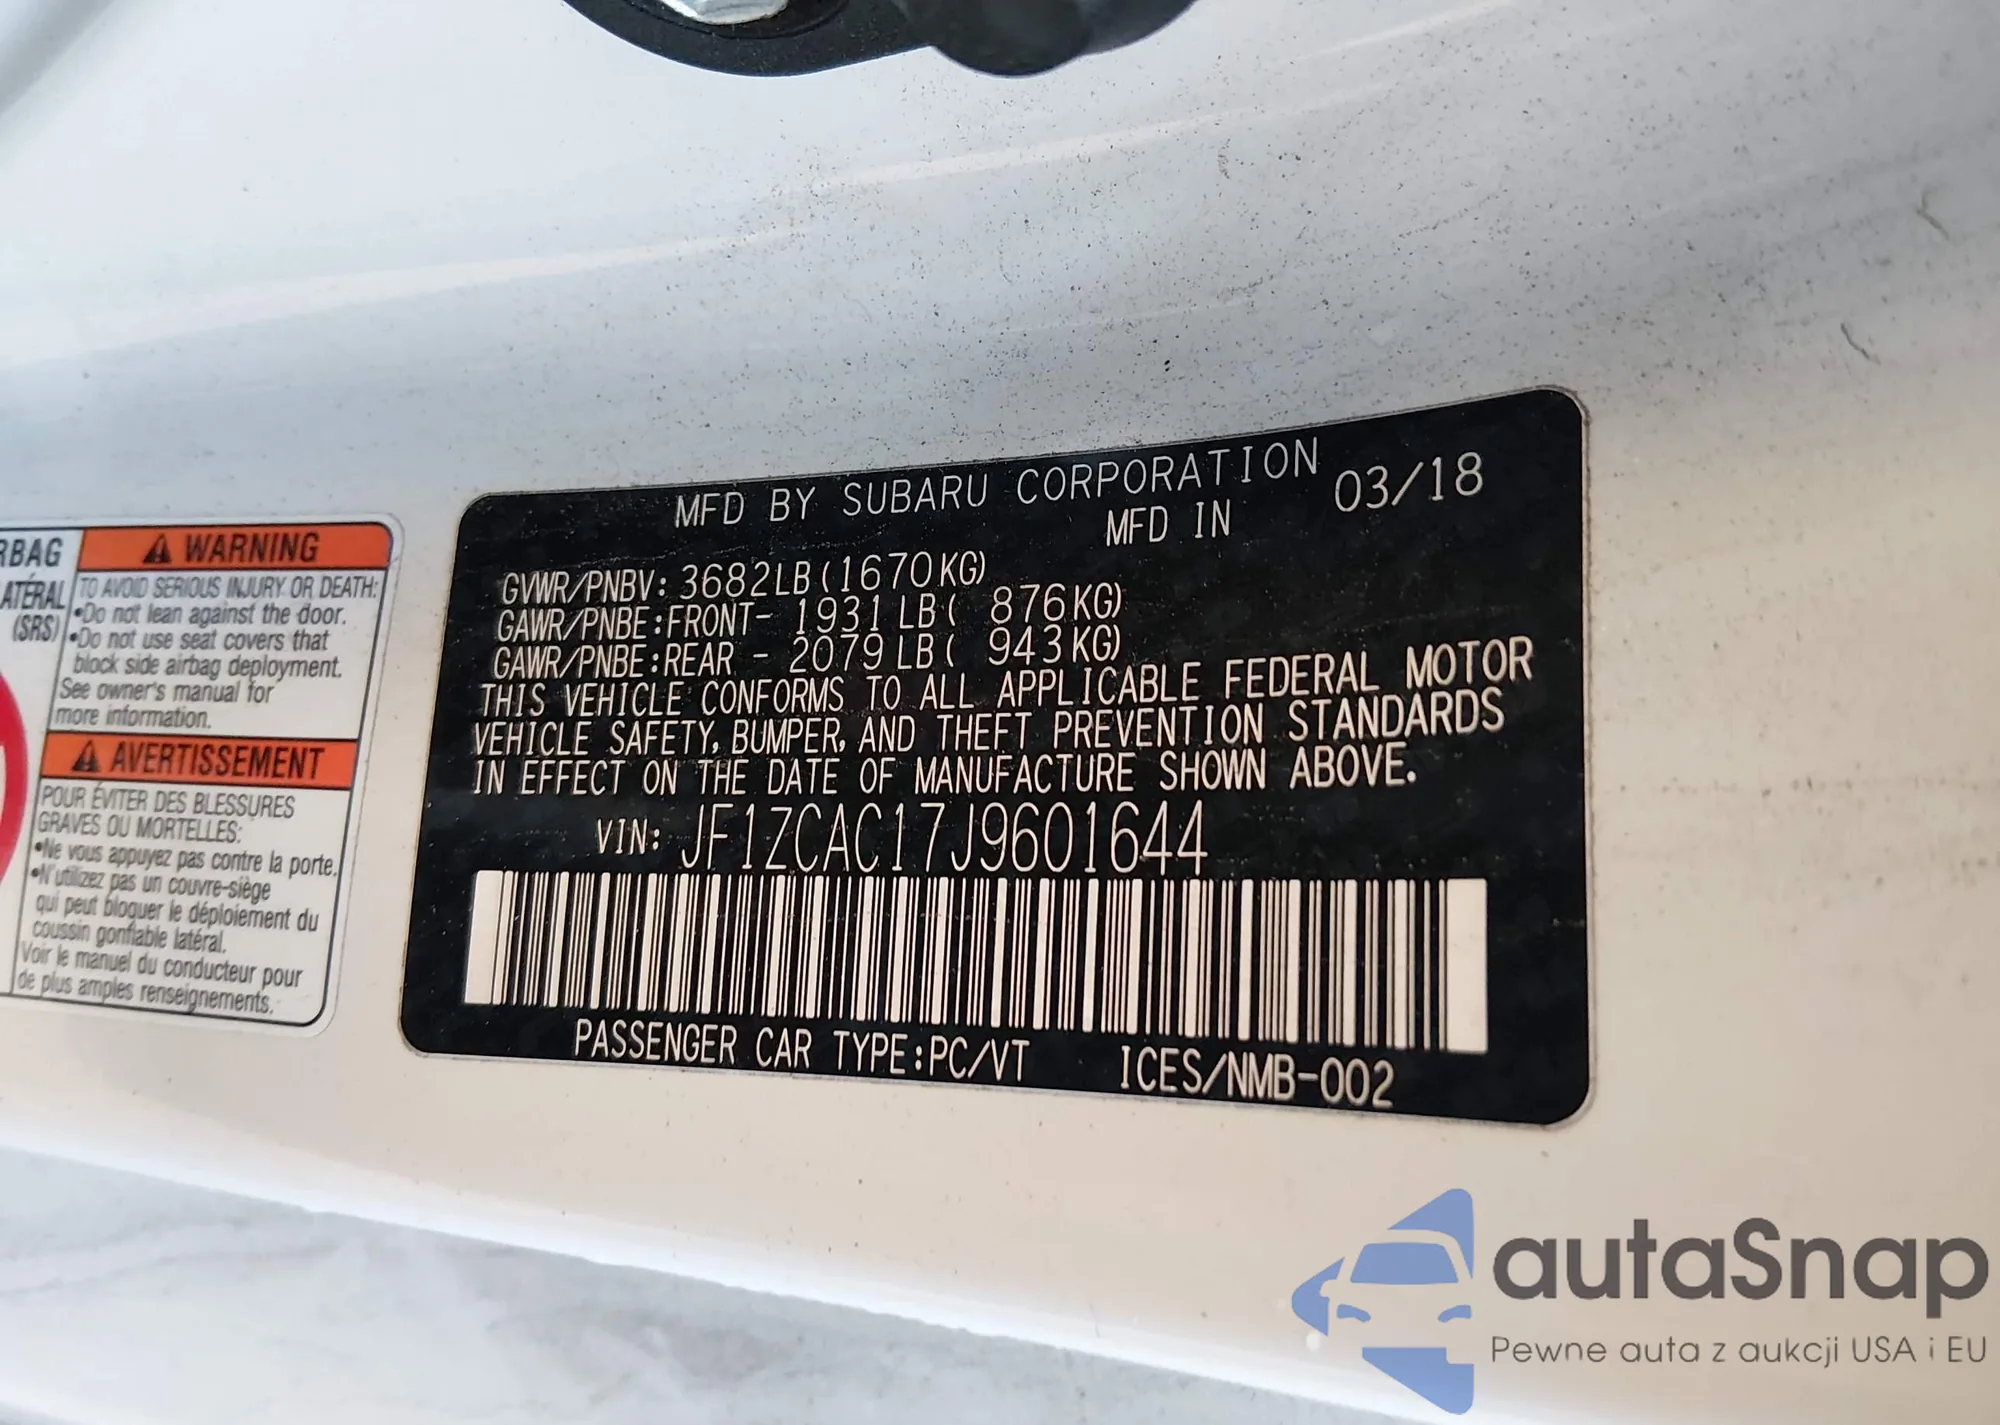 RBAG
ATÉRAL
(SRS)
WARNING
TO AVOID SERIOUS INJURY OR DEATH:
•Do not lean against the door.
•Do not use seat covers that
block side airbag deployment.
See owner's manual for
more information.
AVERTISSEMENT
POUR ÉVITER DES BLESSURES
GRAVES OU MORTELLES:
•Ne vous appuyez pas contre la porte.
•N'utilizez pas un couvre-siège
qui peut bloquer le déploiement du
coussin gonflable latéral.
Voir le manuel du conducteur pour
de plus amples renseignements.
MFD BY SUBARU CORPORATION
MFD IN 03/18
GVWR/PNBV: 3682LB(1670KG)
GAWR/PNBE:FRONT- 1931LB( 876KG)
GAWR/PNBE:REAR - 2079LB( 943KG)
THIS VEHICLE CONFORMS TO ALL APPLICABLE FEDERAL MOTOR
VEHICLE SAFETY, BUMPER, AND THEFT PREVENTION STANDARDS
IN EFFECT ON THE DATE OF MANUFACTURE SHOWN ABOVE.
VIN: JF1ZCAC17J9601644
PASSENGER CAR TYPE:PC/VT ICES/NMB-002
autaSnap
Pewne auta z aukcji USA i EU